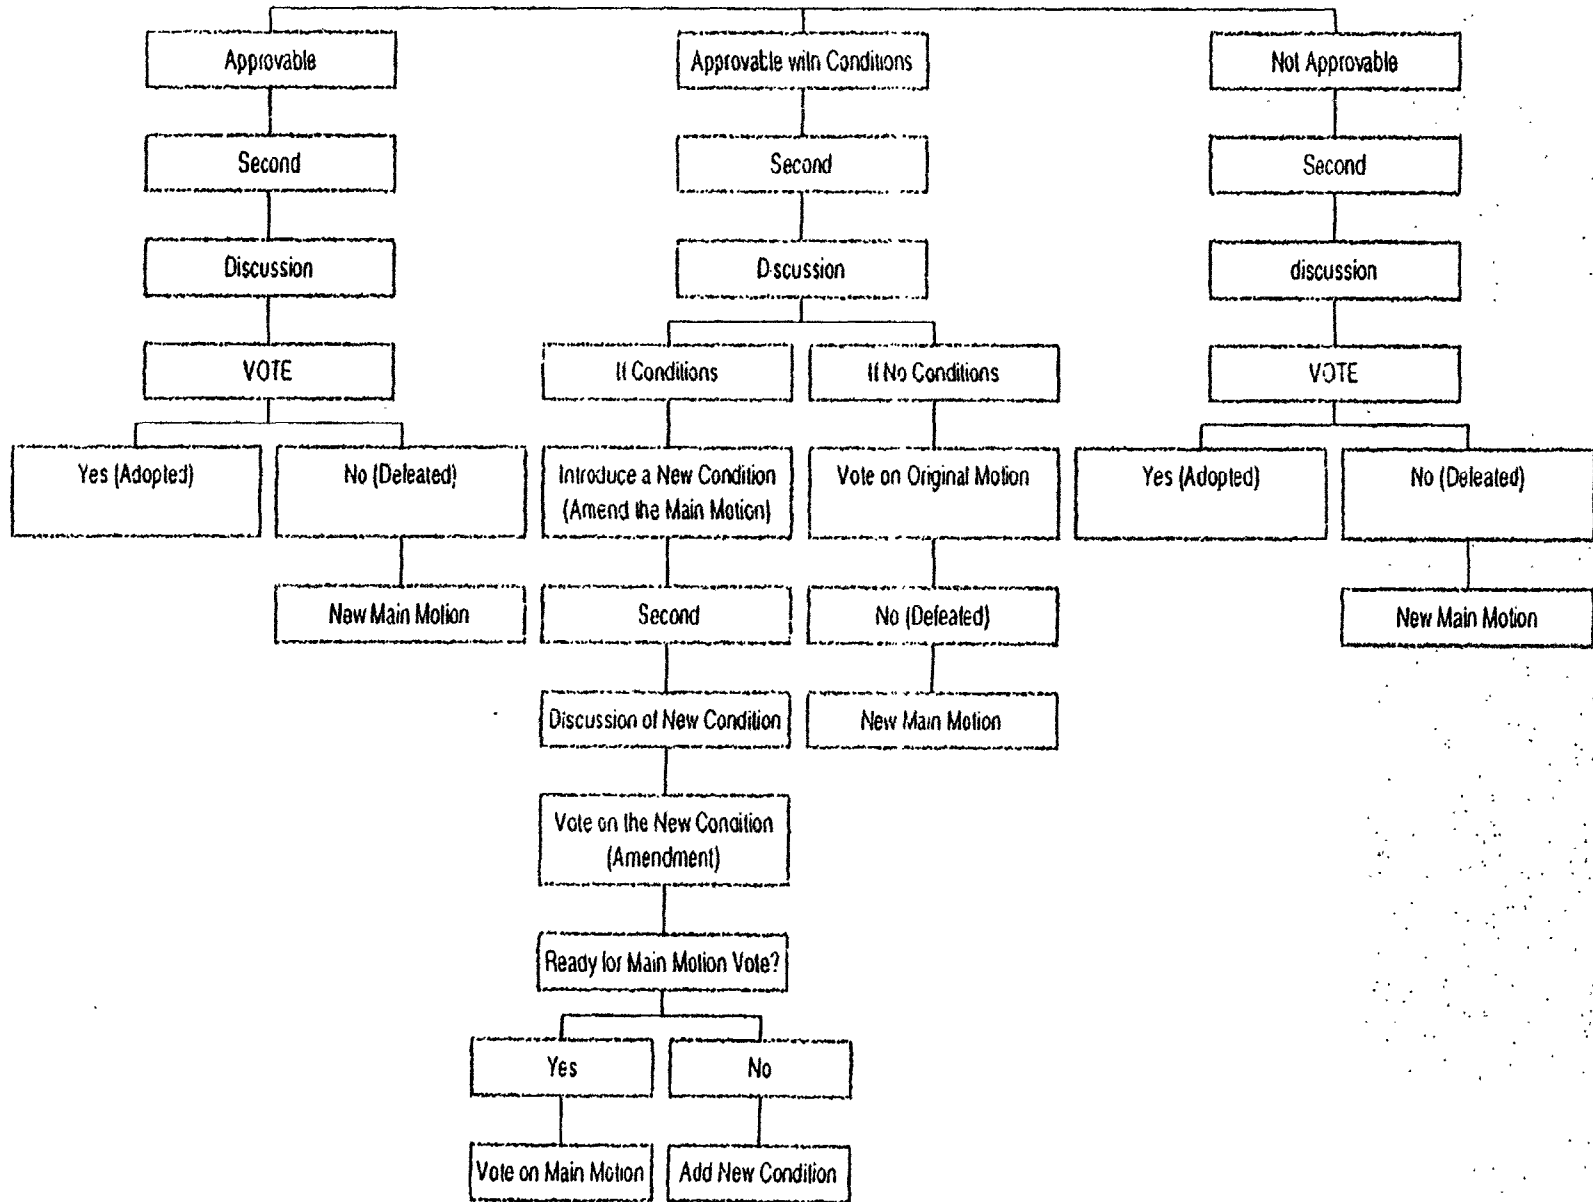 Approvable
Approvable with Conditions
Not Approvable
Second
Second
Second
Discussion
Discussion
discussion
VOTE
If Conditions
If No Conditions
VOTE
Yes (Adopted)
No (Defeated)
Introduce a New Condition
(Amend the Main Motion)
Vote on Original Motion
Yes (Adopted)
No (Defeated)
New Main Motion
Second
No (Defeated)
New Main Motion
Discussion of New Condition
New Main Motion
Vote on the New Condition
(Amendment)
Ready for Main Motion Vote?
Yes
No
Vote on Main Motion
Add New Condition